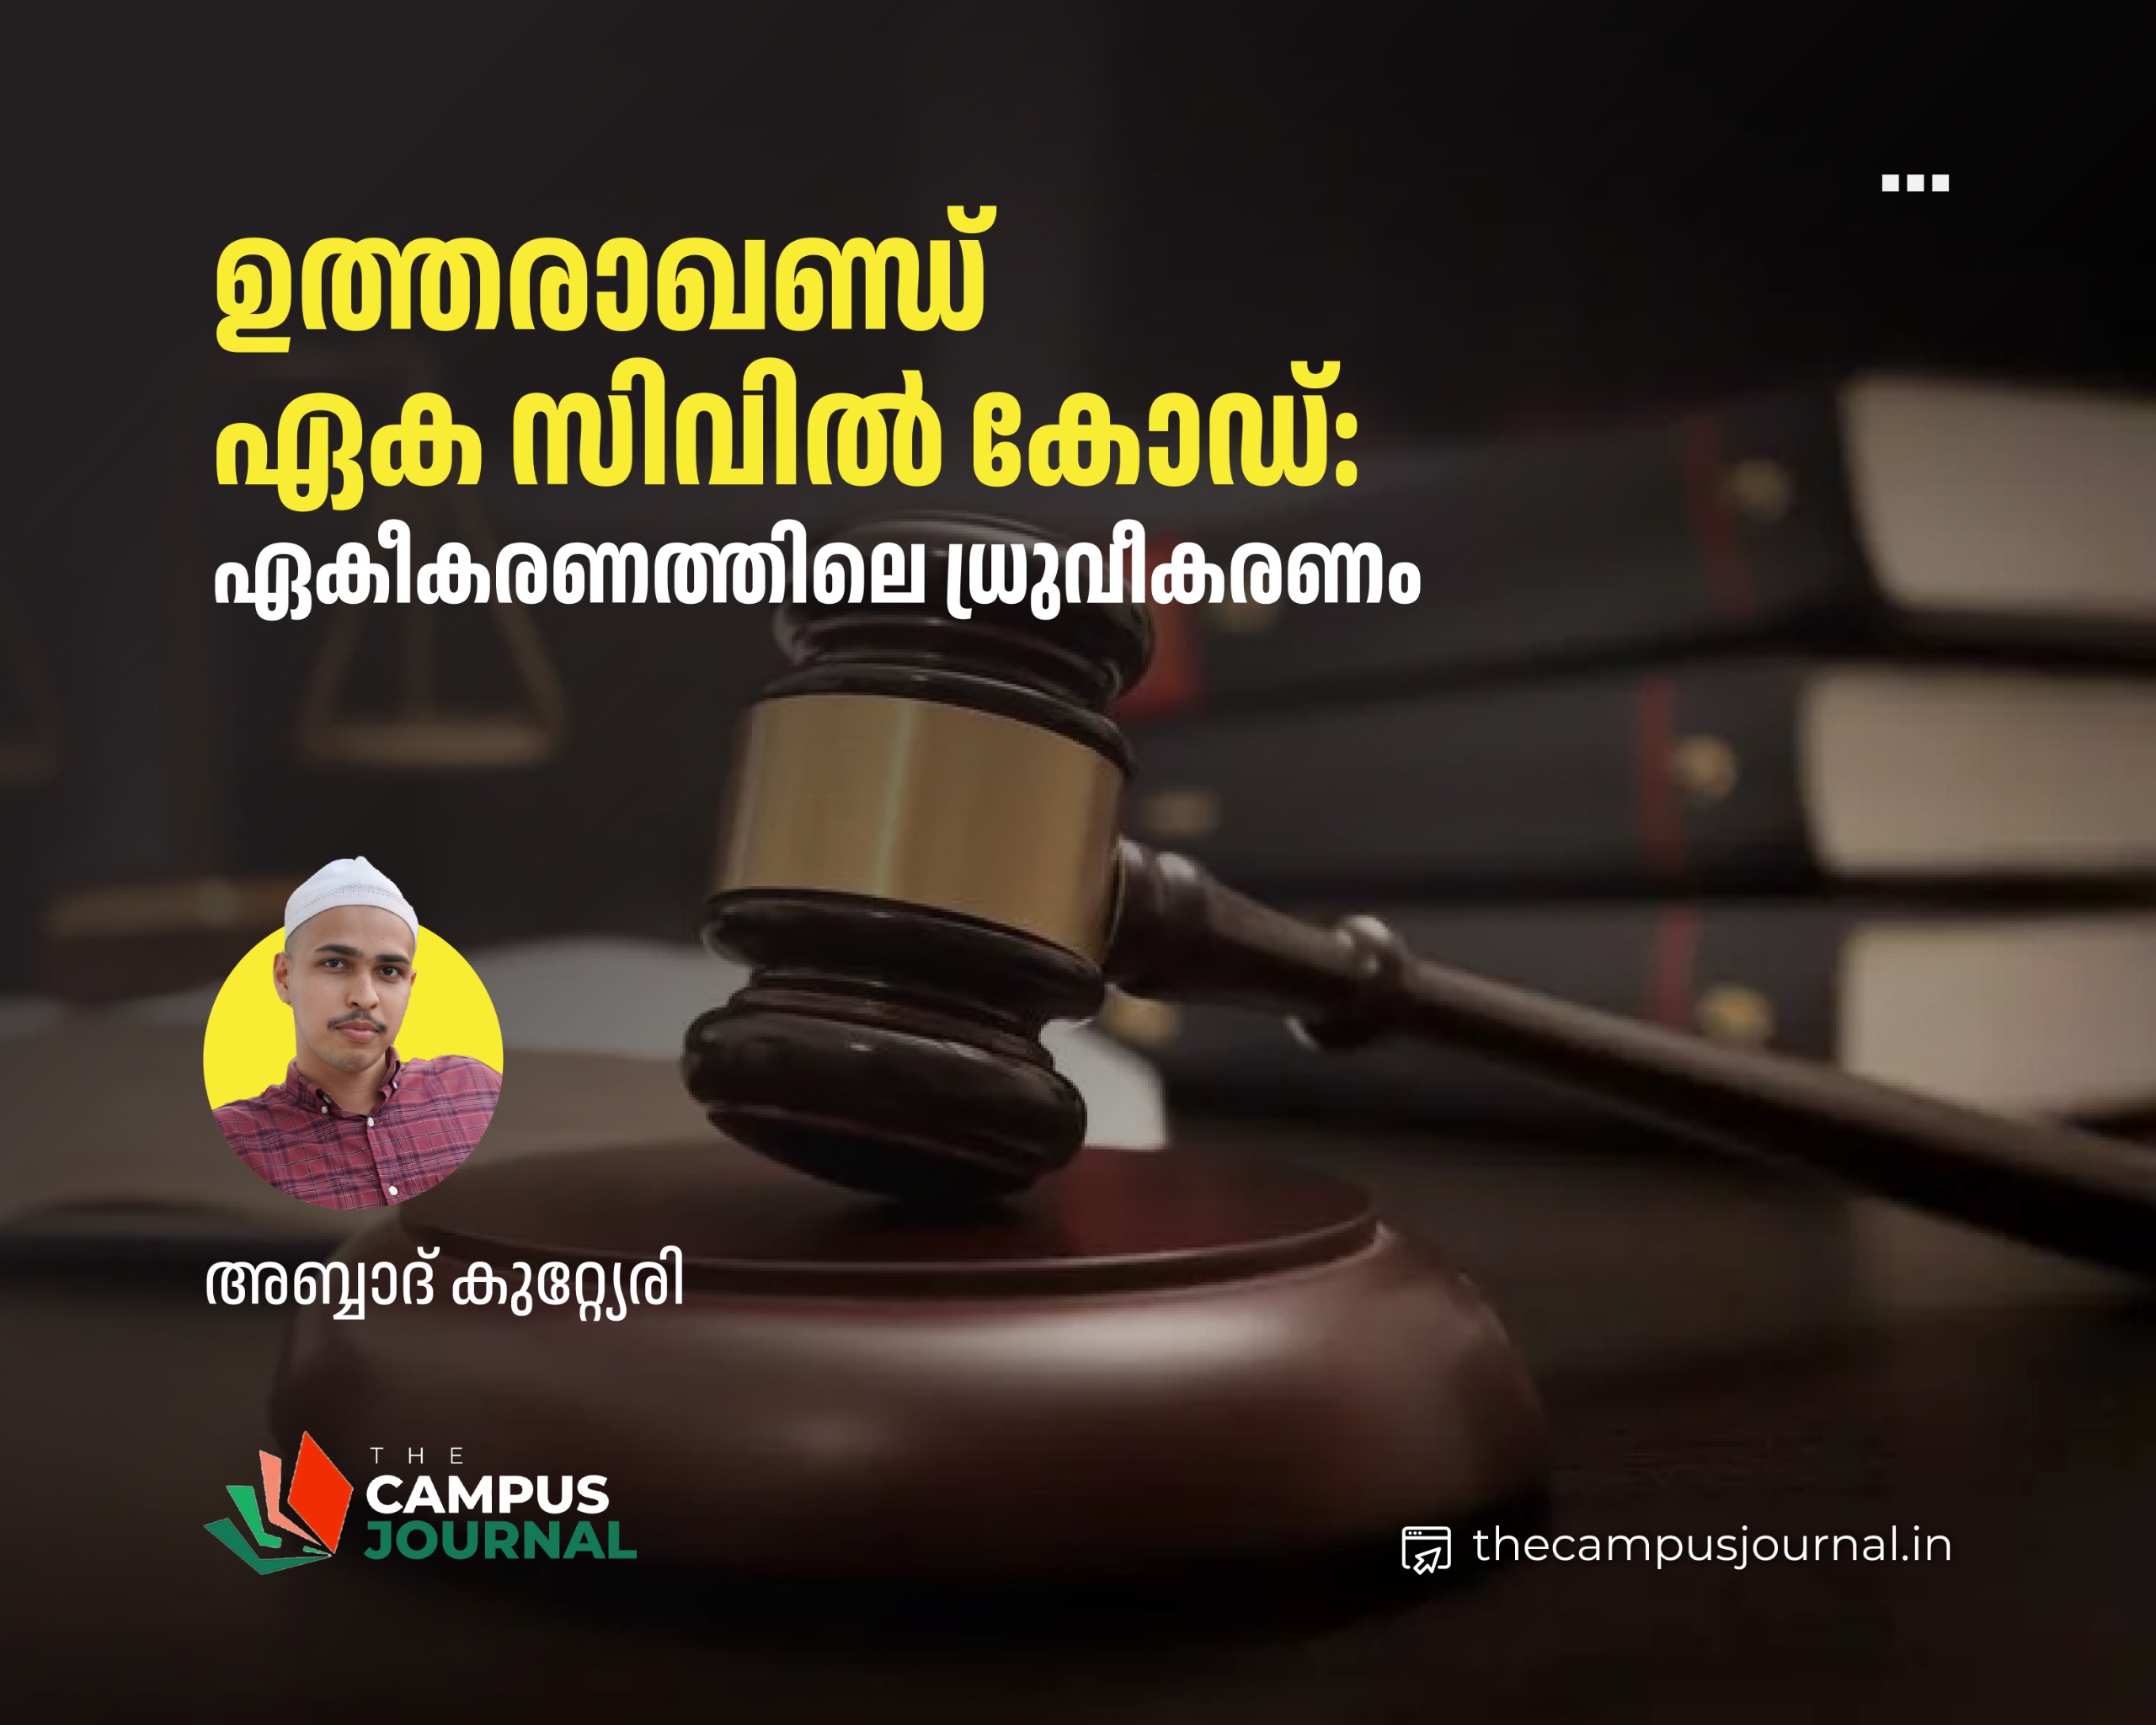 ഉത്തരാഖണ്ഡ്
ഏക സിവിൽ കോഡ്:
ഏകീകരണത്തിലെ ധ്രുവീകരണം
അബ്ബാദ് കുറ്റ്യേരി
THE
CAMPUS
JOURNAL
thecampusjournal.in